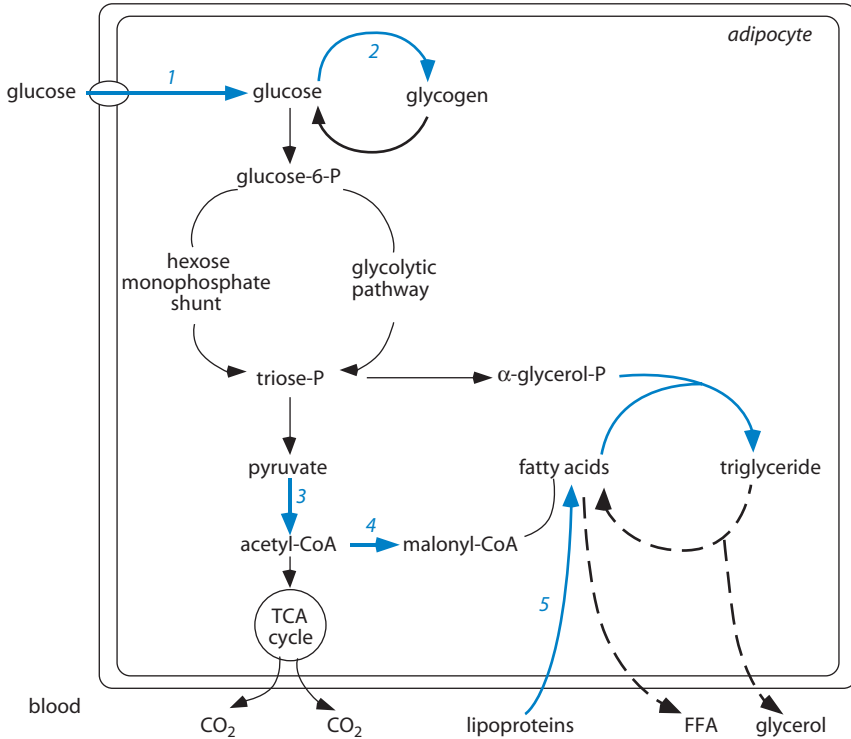 adipocyte
1
2
glucose
glucose
glycogen
glucose-6-P
hexose
monophosphate
shunt
glycolytic
pathway
triose-P
α-glycerol-P
pyruvate
fatty acids
triglyceride
3
4
acetyl-CoA
malonyl-CoA
5
TCA
cycle
blood
CO2
CO2
lipoproteins
FFA
glycerol